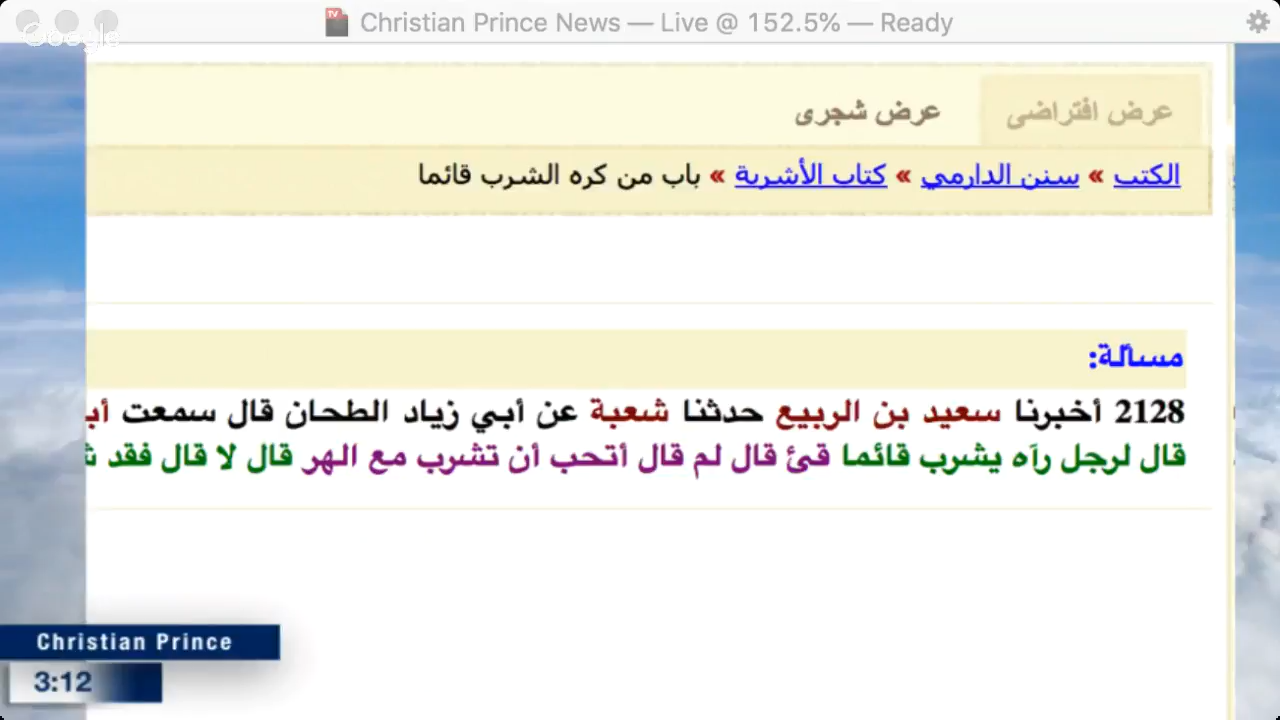 Christian Prince News — Live @ 152.5% — Ready
Google
عرض افتراضى عرض شجرى
الكتب » سنن الدارمي » كتاب الأشربة » باب من كره الشرب قائما
مسألة:
2128 أخبرنا سعيد بن الربيع حدثنا شعبة عن أبي زياد الطحان قال سمعت
قال لرجل رآه يشرب قائما قئ قال لم قال أتحب أن تشرب مع الهر قال لا قال فقد
Christian Prince
3:12